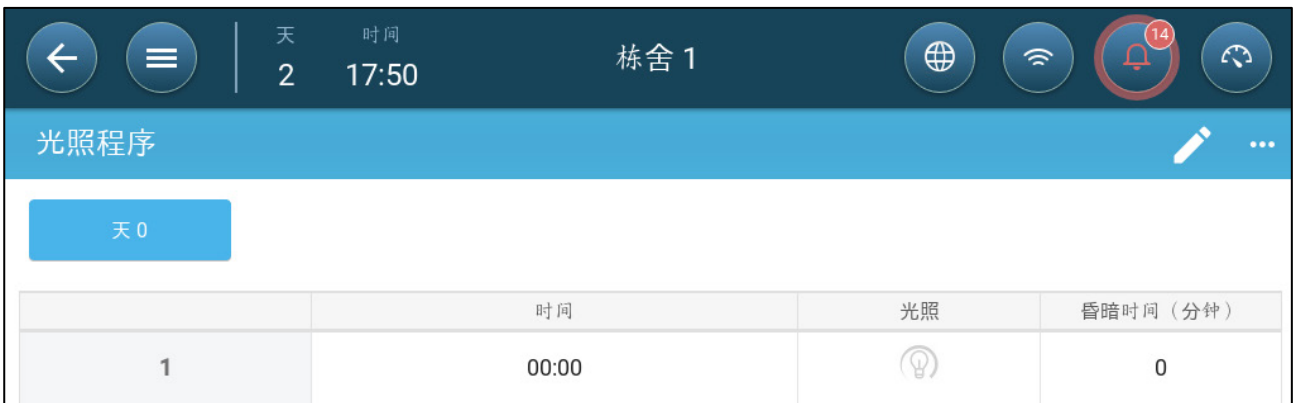 天 时间 14
2 17:50 栋舍 1
光照程序
天 0
时间 光照 昏暗时间（分钟）
1 00:00 0